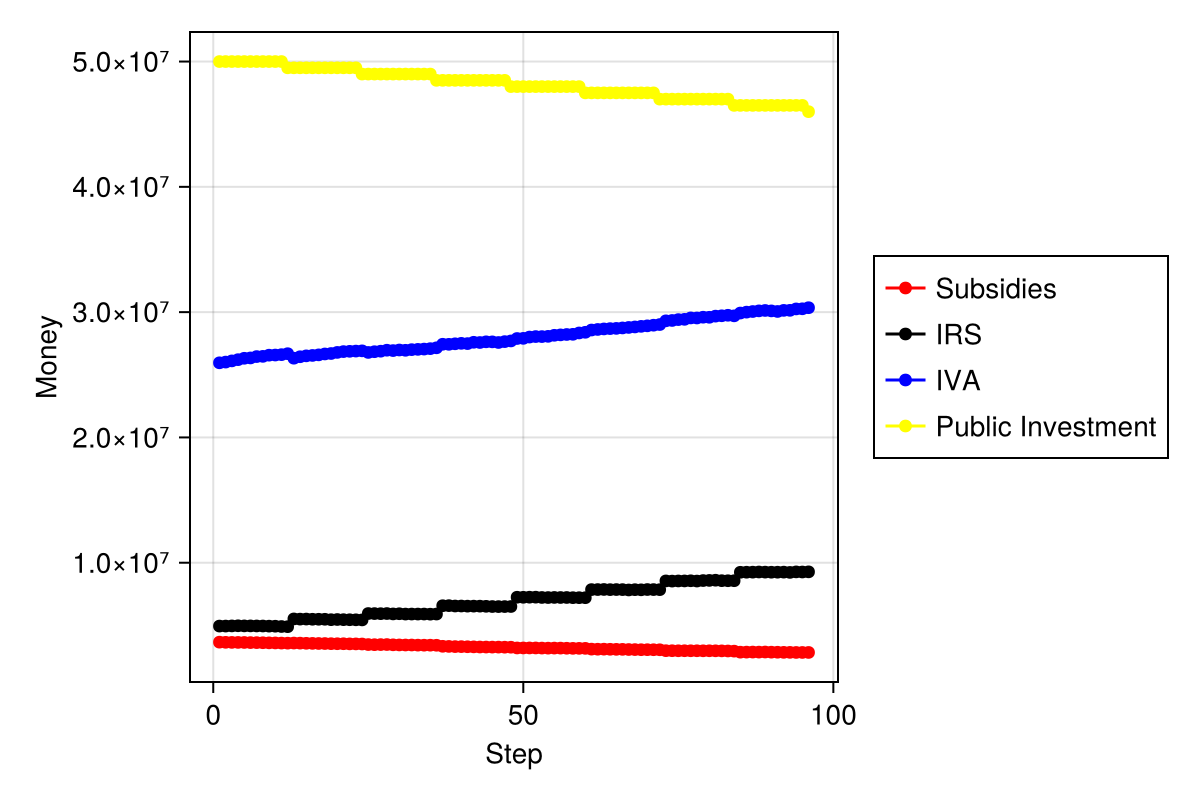 5.0×10⁷
4.0×10⁷
3.0×10⁷
2.0×10⁷
1.0×10⁷
Money
0
50
100
Step
Subsidies
IRS
IVA
Public Investment